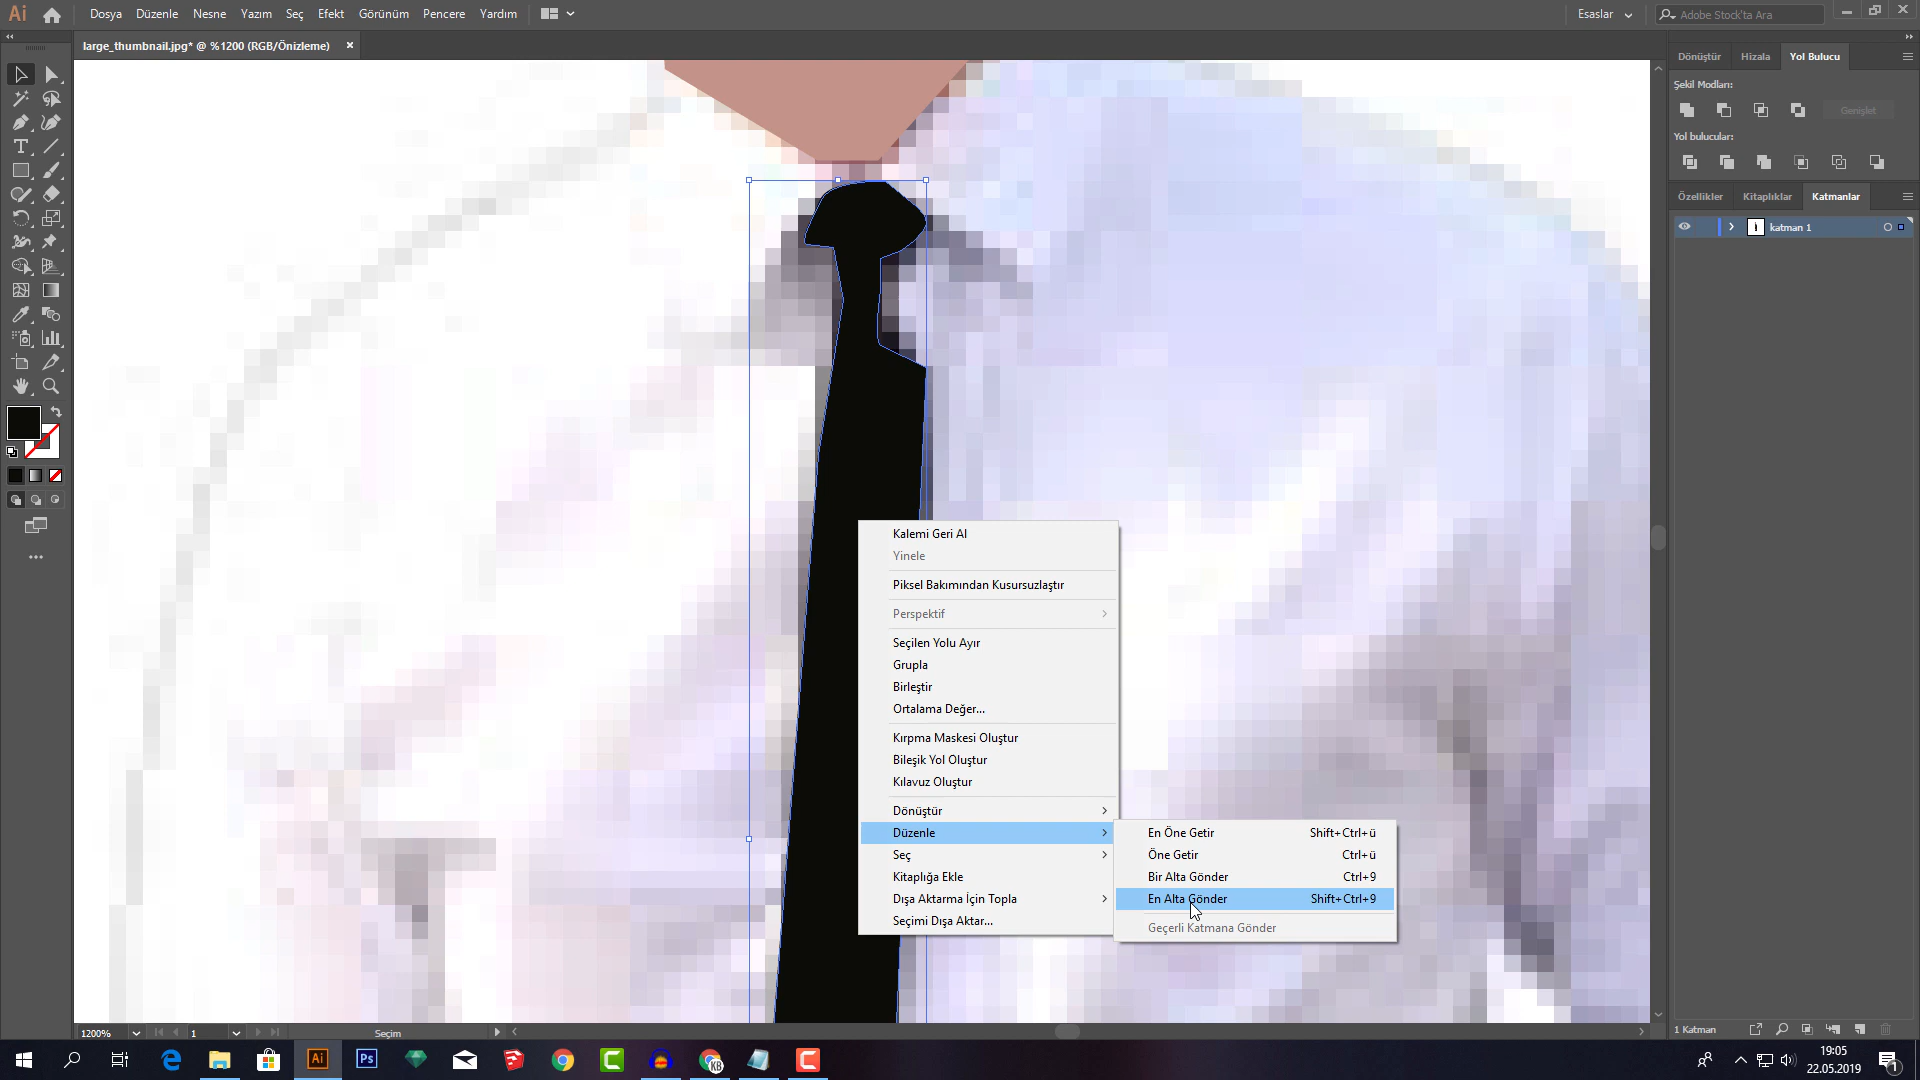 Ai
Dosya Düzenle Nesne Yazım Seç Efekt Görünüm Pencere Yardım
Esaslar
Adobe Stock'ta Ara
large_thumbnail.jpg* @ %1200 (RGB/Önizleme)
Dönüştür Hizala Yol Bulucu
Şekil Modları:
Genişlet
Yol bulucular:
Özellikler Kitaplıklar Katmanlar
katman 1
Kalemi Geri Al
Yinele
Piksel Bakımından Kusursuzlaştır
Perspektif
Seçilen Yolu Ayır
Grupla
Birleştir
Ortalama Değer...
Kırpma Maskesi Oluştur
Bileşik Yol Oluştur
Kılavuz Oluştur
Dönüştür
Düzenle
Seç
Kitaplığa Ekle
Dışa Aktarma İçin Topla
Seçimi Dışa Aktar...
En Öne Getir Shift+Ctrl+ü
Öne Getir Ctrl+ü
Bir Alta Gönder Ctrl+9
En Alta Gönder Shift+Ctrl+9
Geçerli Katmana Gönder
1200% 1 Seçim
1 Katman
Ai Ps C KB C
19:05
22.05.2019
1